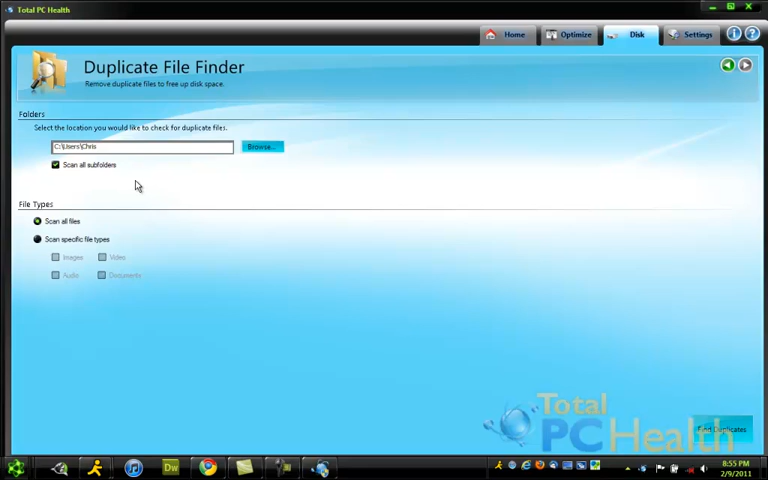 Total PC Health
Home
Optimize
Disk
Settings
Duplicate File Finder
Remove duplicate files to free up disk space.
Folders
Select the location you would like to check for duplicate files.
C:\Users\Chris
Browse...
Scan all subfolders
File Types
Scan all files
Scan specific file types
Images
Video
Audio
Documents
Total
PC Health
Find Duplicates
Dw
8:55 PM
2/9/2011